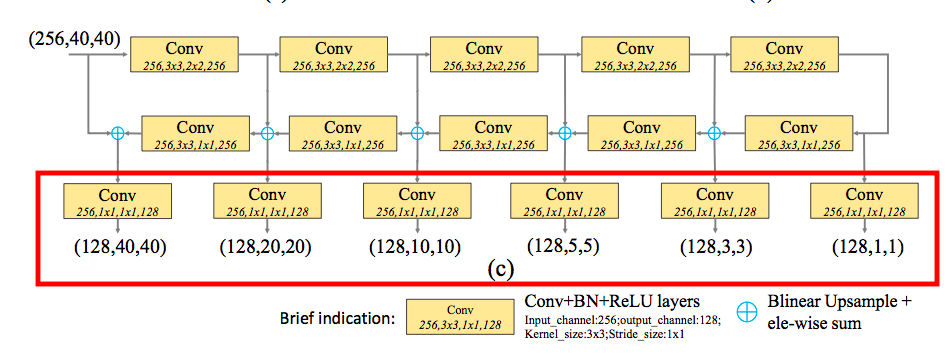 (256,40,40)
Conv
256,3x3,2x2,256
Conv
256,3x3,2x2,256
Conv
256,3x3,2x2,256
Conv
256,3x3,2x2,256
Conv
256,3x3,2x2,256
Conv
256,3x3,1x1,256
Conv
256,3x3,1x1,256
Conv
256,3x3,1x1,256
Conv
256,3x3,1x1,256
Conv
256,3x3,1x1,256
Conv
256,1x1,1x1,128
Conv
256,1x1,1x1,128
Conv
256,1x1,1x1,128
Conv
256,1x1,1x1,128
Conv
256,1x1,1x1,128
Conv
256,1x1,1x1,128
(128,40,40)
(128,20,20)
(128,10,10)
(128,5,5)
(128,3,3)
(128,1,1)
(c)
Brief indication:
Conv
256,3x3,1x1,128
Conv+BN+ReLU layers
Input_channel:256;output_channel:128;
Kernel_size:3x3;Stride_size:1x1
Blinear Upsample +
ele-wise sum